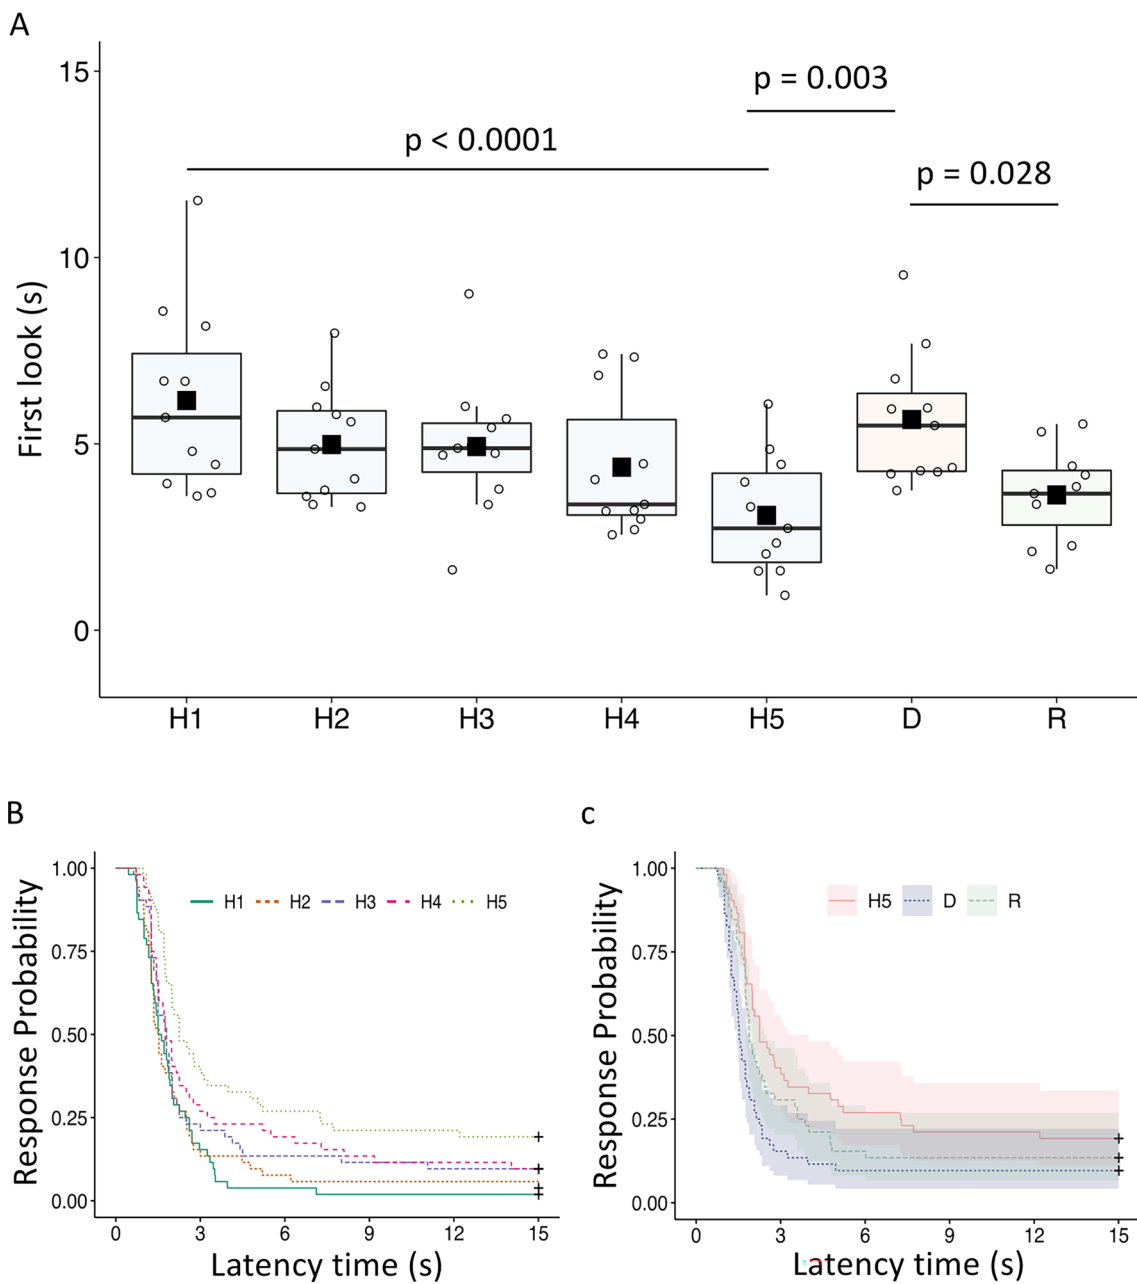 A
15
p = 0.003
p < 0.0001
p = 0.028
10
First look (s)
5
0
H1 H2 H3 H4 H5 D R
B
1.00
H1 H2 H3 H4 H5
0.75
Response Probability
0.50
0.25
0.00
0 3 6 9 12 15
Latency time (s)
c
1.00
H5 D R
0.75
Response Probability
0.50
0.25
0.00
0 3 6 9 12 15
Latency time (s)